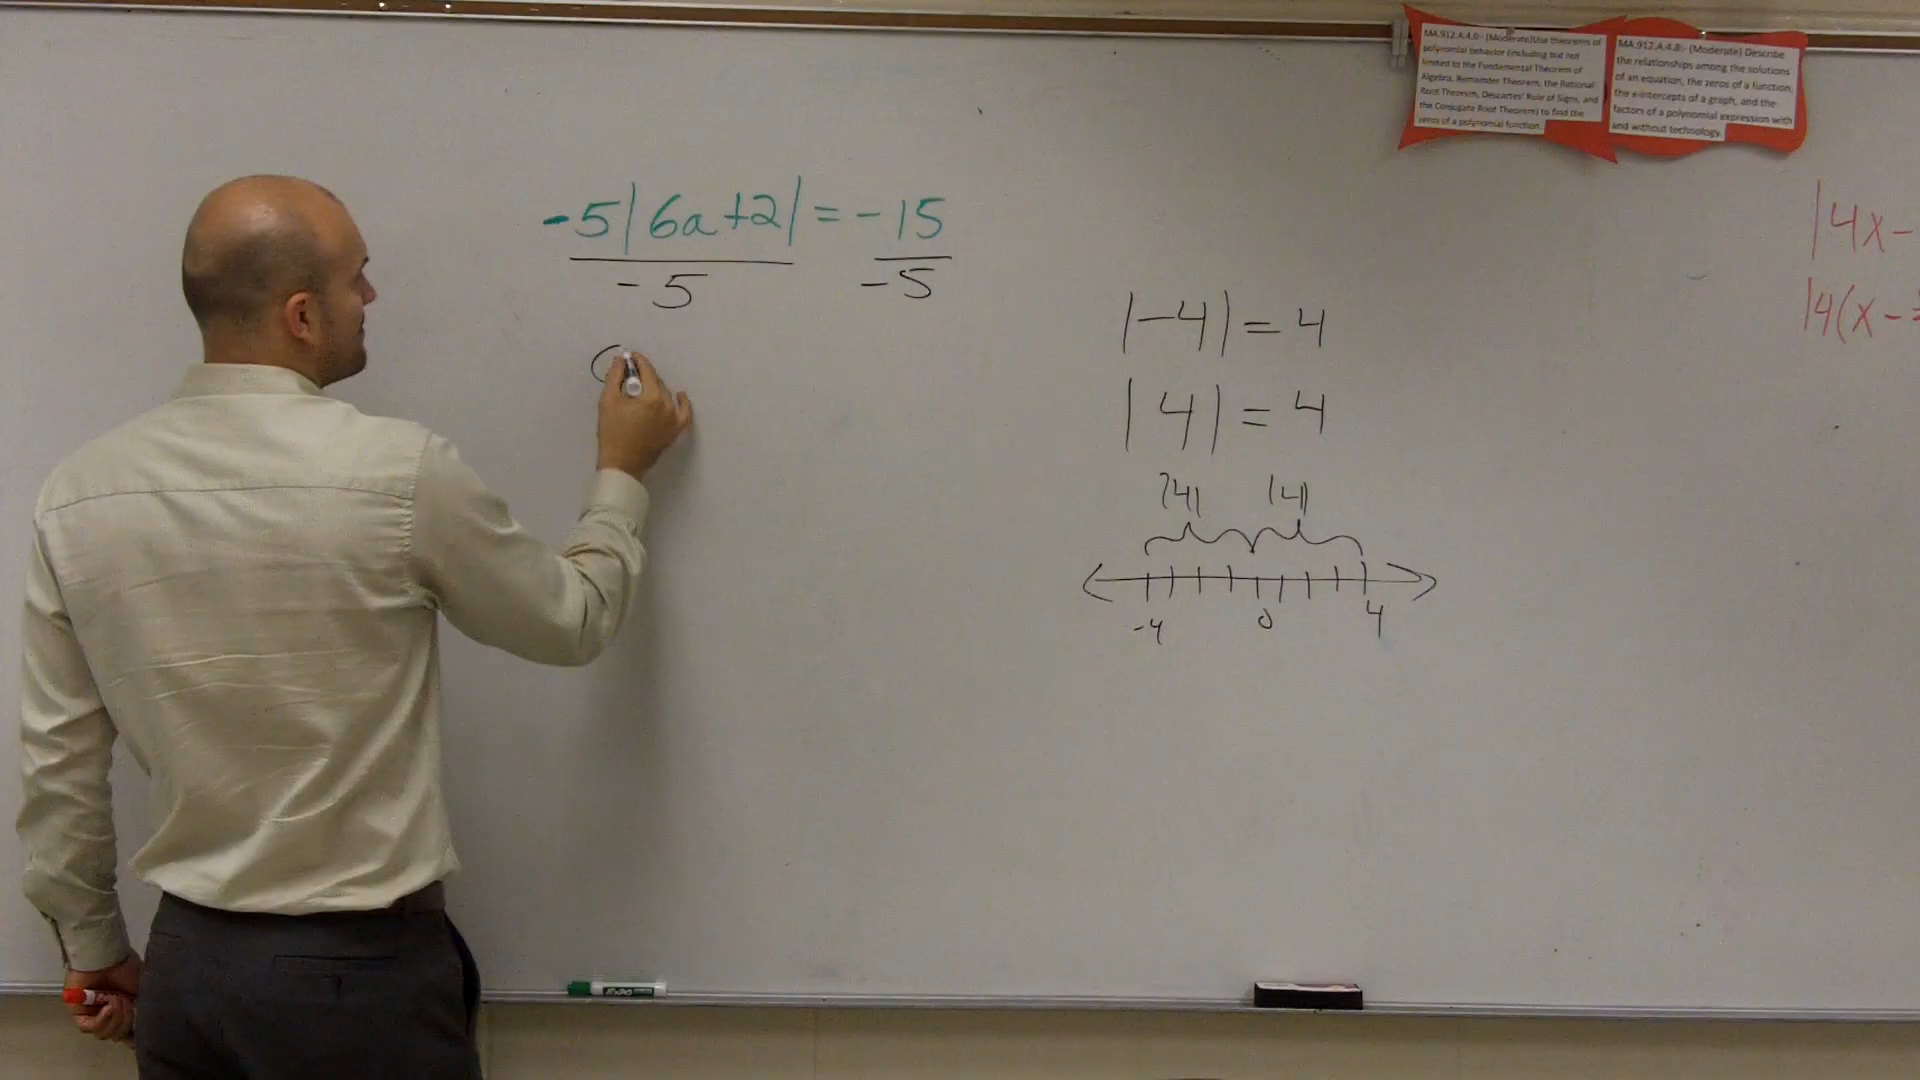 MA.912.A.4.6:- (Moderate)Use theorems of
polynomial behavior (including but not
limited to the Fundamental Theorem of
Algebra, Remainder Theorem, the Rational
Root Theorem, Descartes' Rule of Signs, and
the Conjugate Root Theorem) to find the
zeros of a polynomial function.
MA.912.A.4.8:- (Moderate) Describe
the relationships among the solutions
of an equation, the zeros of a function,
the x-intercepts of a graph, and the
factors of a polynomial expression with
and without technology.
-5|6a+2| = -15
-5 -5
|-4| = 4
|4| = 4
|4| |4|
-4 0 4
|4x-
|4(x-
EXPO